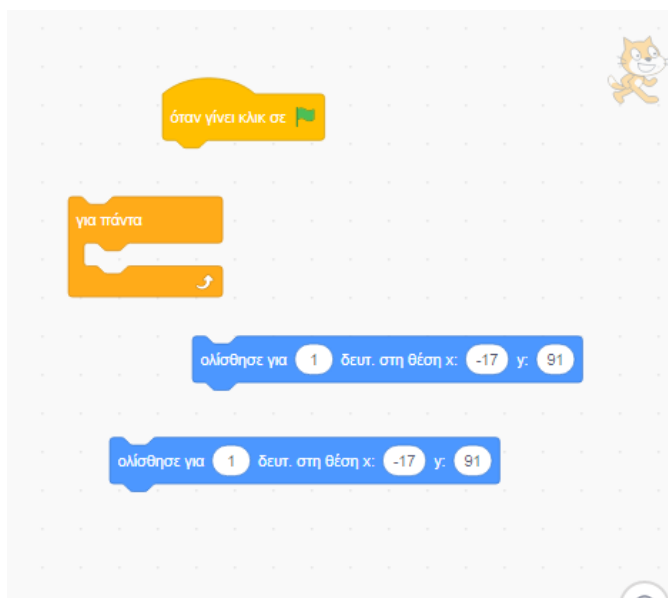 όταν γίνει κλικ σε
για πάντα
ολίσθησε για 1 δευτ. στη θέση x: -17 y: 91
ολίσθησε για 1 δευτ. στη θέση x: -17 y: 91